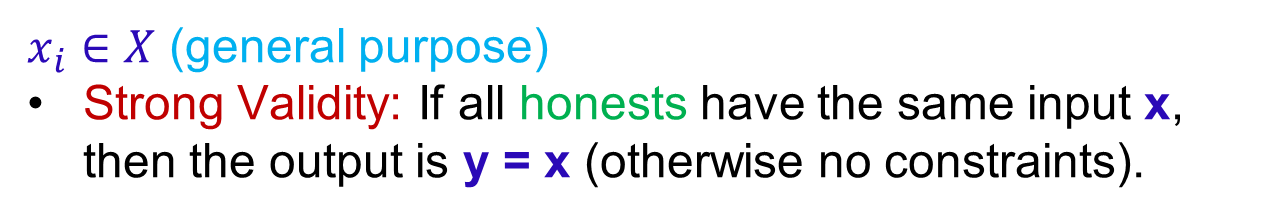 xᵢ ∈ X (general purpose)
• Strong Validity: If all honests have the same input x,
then the output is y = x (otherwise no constraints).